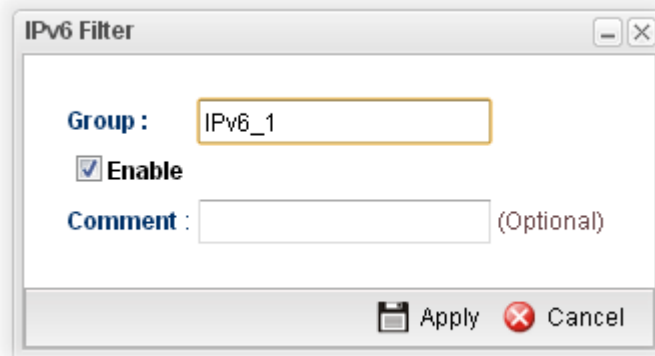 IPv6 Filter
Group : IPv6_1
Enable
Comment : (Optional)
Apply Cancel